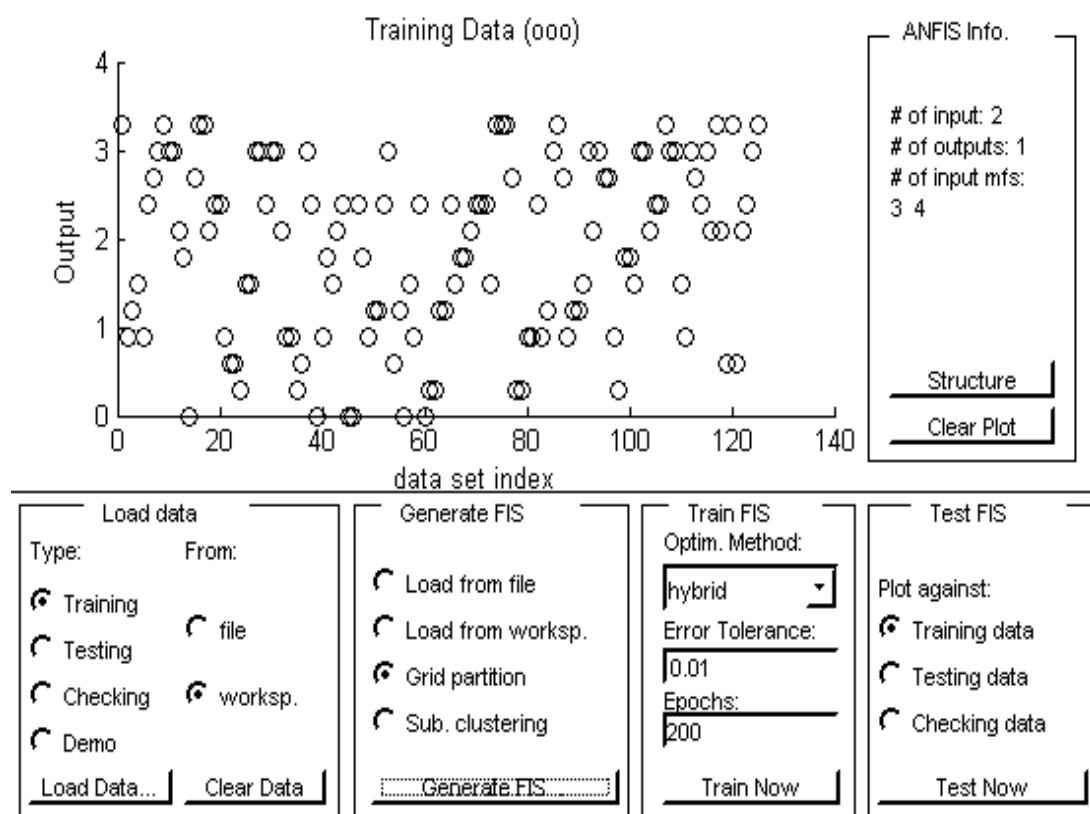 Training Data (ooo)
4
3
2
1
0
Output
0 20 40 60 80 100 120 140
data set index
ANFIS Info.
# of input: 2
# of outputs: 1
# of input mfs:
3 4
Structure
Clear Plot
Load data
Type:
From:
Training
Testing
Checking
Demo
file
worksp.
Load Data...
Clear Data
Generate FIS
Load from file
Load from worksp.
Grid partition
Sub. clustering
Generate FIS ...
Train FIS
Optim. Method:
hybrid
Error Tolerance:
0.01
Epochs:
200
Train Now
Test FIS
Plot against:
Training data
Testing data
Checking data
Test Now